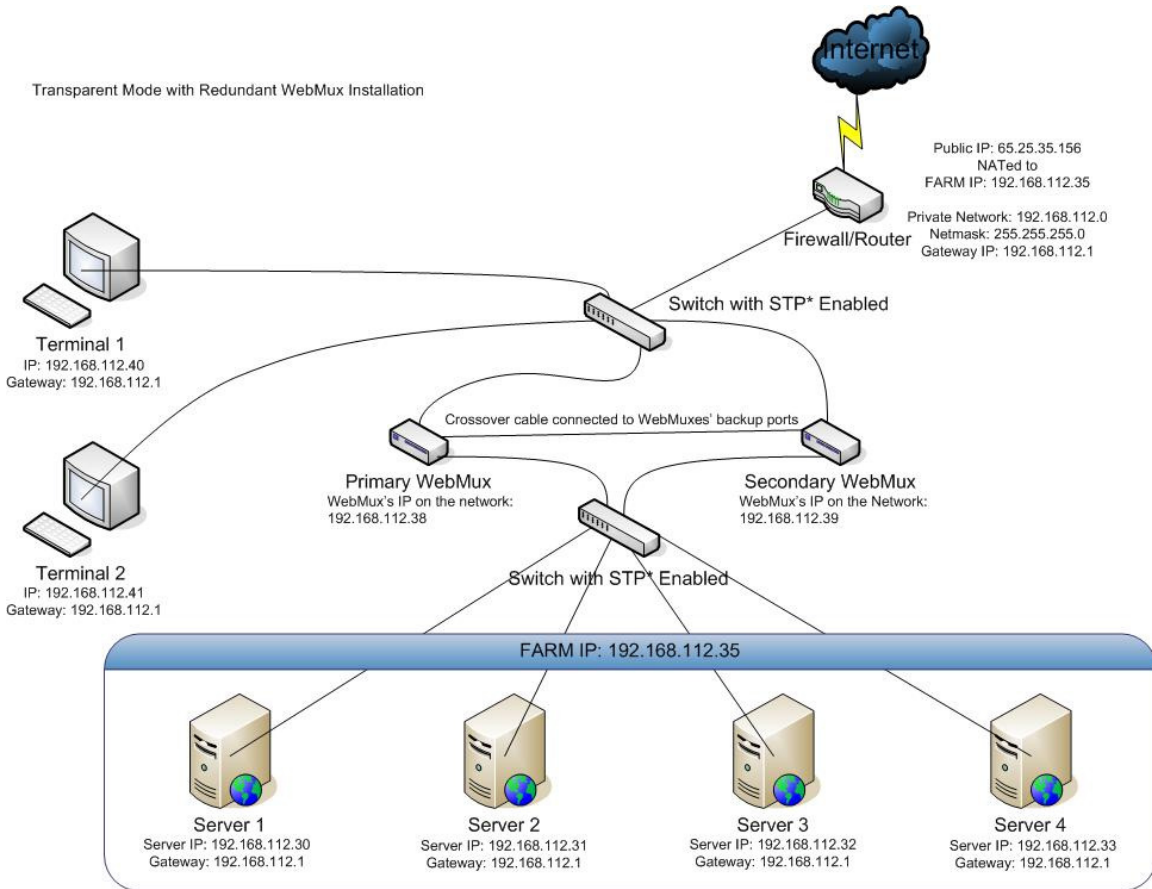 Internet
Transparent Mode with Redundant WebMux Installation
Public IP: 65.25.35.156
NATed to
FARM IP: 192.168.112.35
Private Network: 192.168.112.0
Netmask: 255.255.255.0
Gateway IP: 192.168.112.1
Firewall/Router
Switch with STP* Enabled
Terminal 1
IP: 192.168.112.40
Gateway: 192.168.112.1
Crossover cable connected to WebMuxes' backup ports
Primary WebMux
WebMux's IP on the network:
192.168.112.38
Secondary WebMux
WebMux's IP on the Network:
192.168.112.39
Terminal 2
IP: 192.168.112.41
Gateway: 192.168.112.1
Switch with STP* Enabled
FARM IP: 192.168.112.35
Server 1
Server IP: 192.168.112.30
Gateway: 192.168.112.1
Server 2
Server IP: 192.168.112.31
Gateway: 192.168.112.1
Server 3
Server IP: 192.168.112.32
Gateway: 192.168.112.1
Server 4
Server IP: 192.168.112.33
Gateway: 192.168.112.1